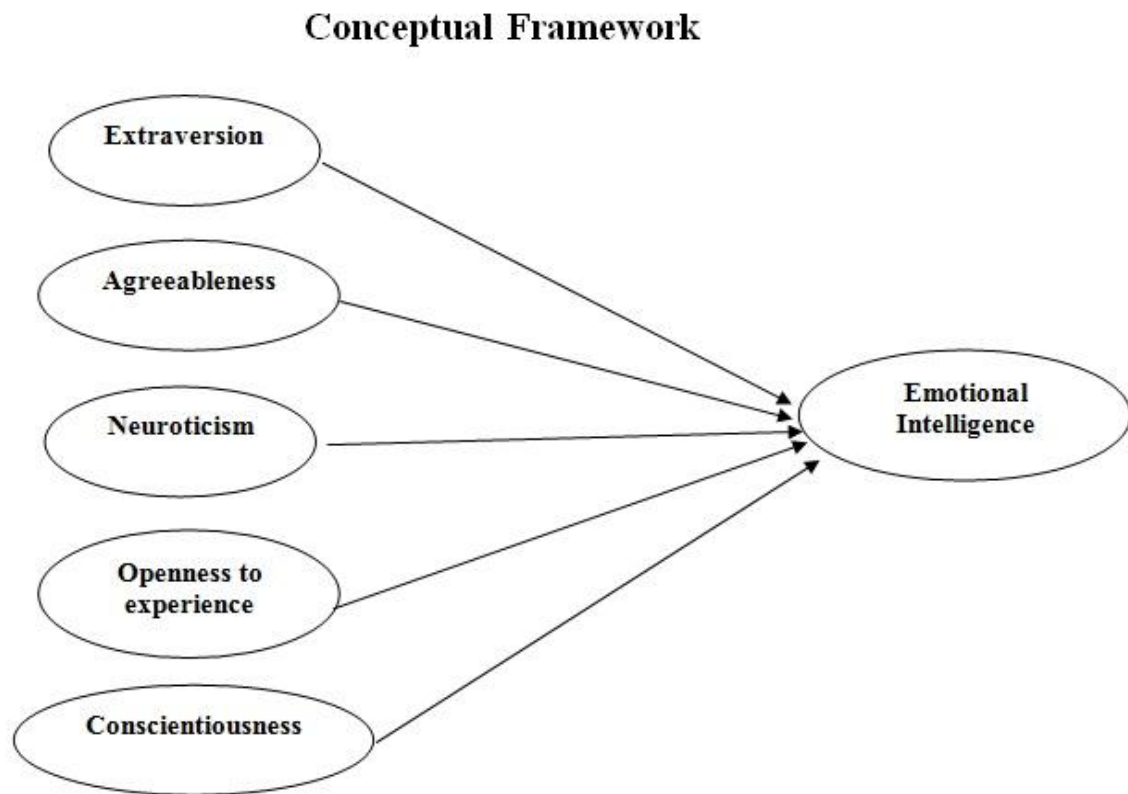 Conceptual Framework
Extraversion
Agreeableness
Neuroticism
Openness to
experience
Conscientiousness
Emotional
Intelligence